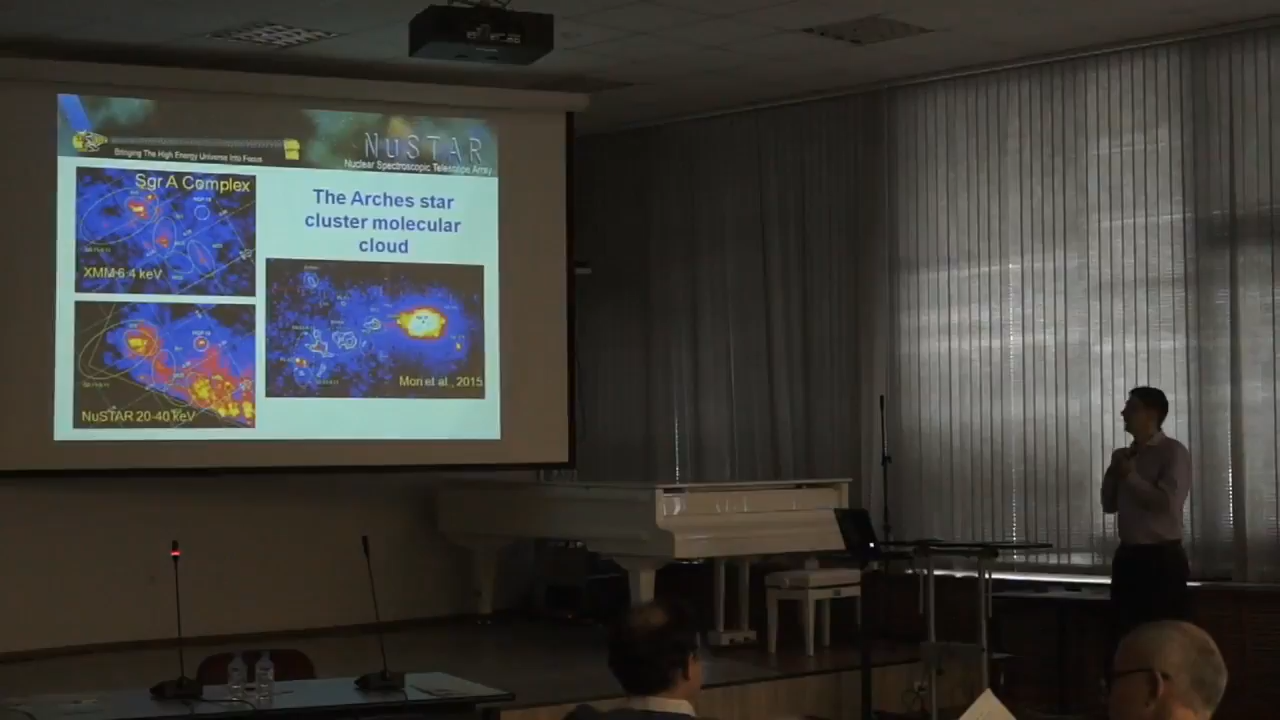 Bringing The High Energy Universe Into Focus
NuSTAR
Nuclear Spectroscopic Telescope Array
Sgr A Complex
XMM 6.4 keV
The Arches star
cluster molecular
cloud
Mori et al., 2015
NuSTAR 20-40 keV